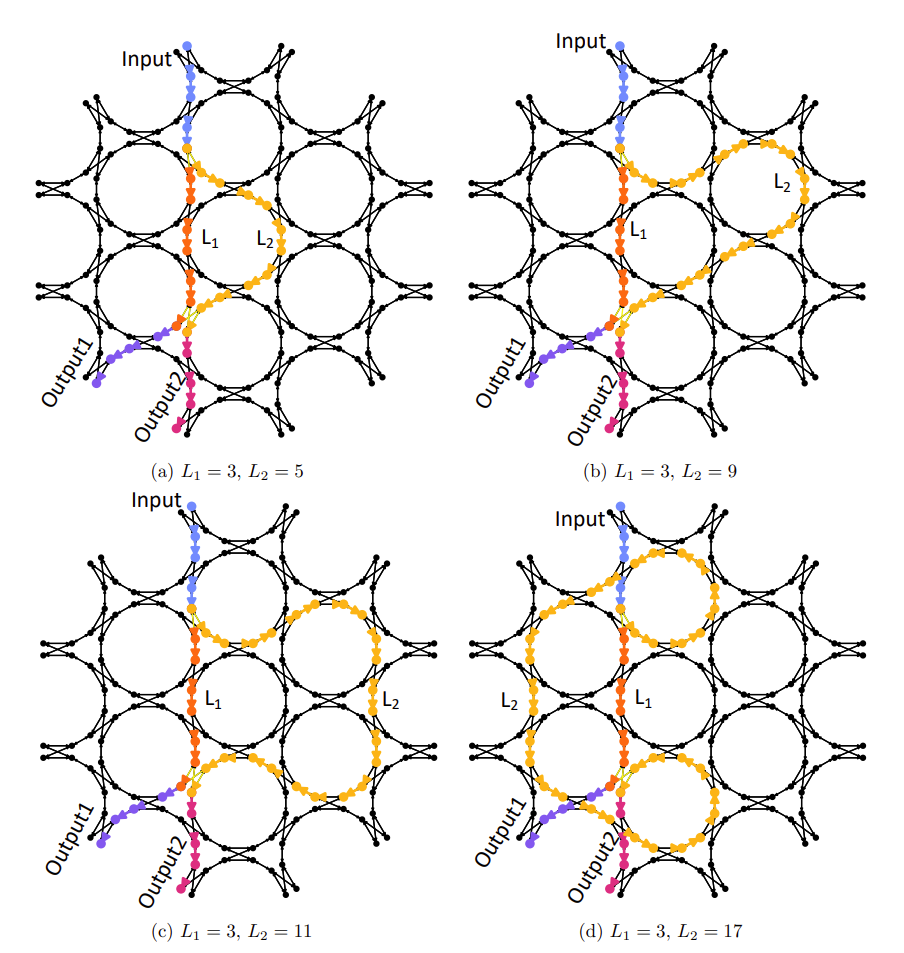 Input
L₁
L₂
Output1
Output2
(a) L₁ = 3, L₂ = 5
Input
L₁
L₂
Output1
Output2
(b) L₁ = 3, L₂ = 9
Input
L₁
L₂
Output1
Output2
(c) L₁ = 3, L₂ = 11
Input
L₂
L₁
Output1
Output2
(d) L₁ = 3, L₂ = 17